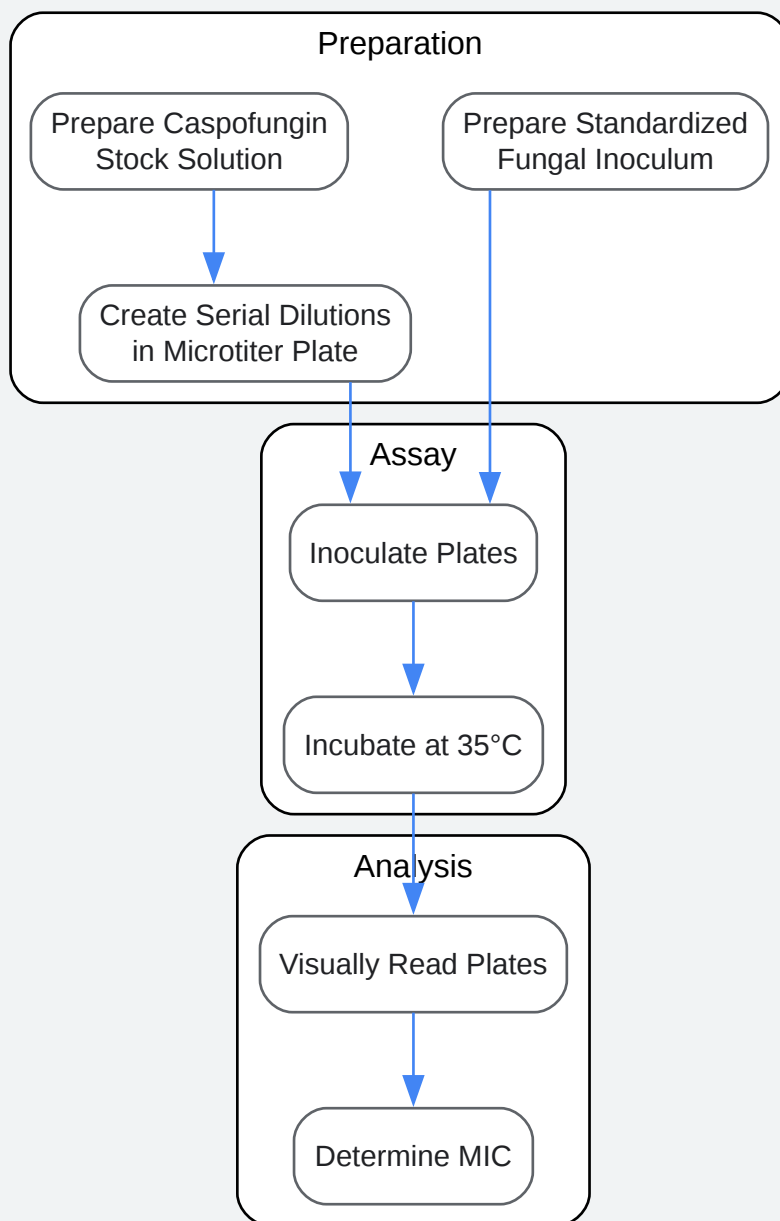 Preparation
Prepare Caspofungin
Stock Solution
Prepare Standardized
Fungal Inoculum
Create Serial Dilutions
in Microtiter Plate
Assay
Inoculate Plates
Incubate at 35°C
Analysis
Visually Read Plates
Determine MIC